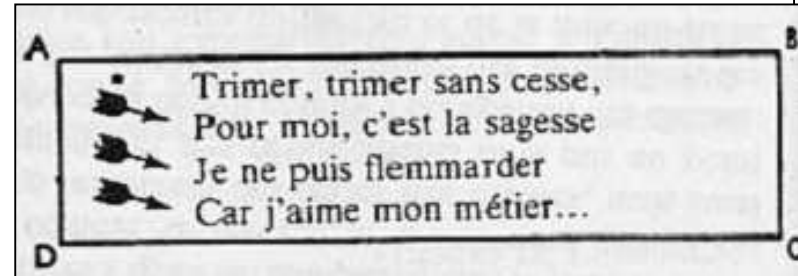 A B
Trimer, trimer sans cesse,
Pour moi, c'est la sagesse
Je ne puis flemmarder
Car j'aime mon métier...
D C